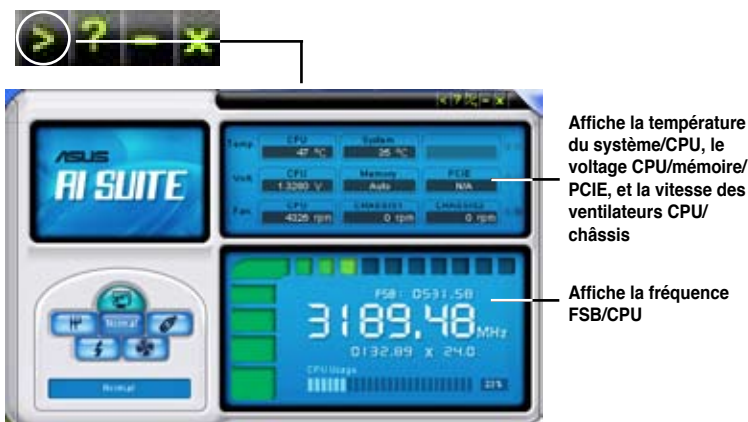 > ? - x
< ? - x
ASUS
AI SUITE
Temp. CPU System
47 °C 35 °C
Volt. CPU Memory PCIE
1.3280 V Auto N/A
Fan. CPU CHASSIS1 CHASSIS2
4326 rpm 0 rpm 0 rpm
Affiche la température
du système/CPU, le
voltage CPU/mémoire/
PCIE, et la vitesse des
ventilateurs CPU/
châssis
FSB: 0531.58
3189.48 MHz
0132.89 x 24.0
CPU Usage
Affiche la fréquence
FSB/CPU
Normal
Normal